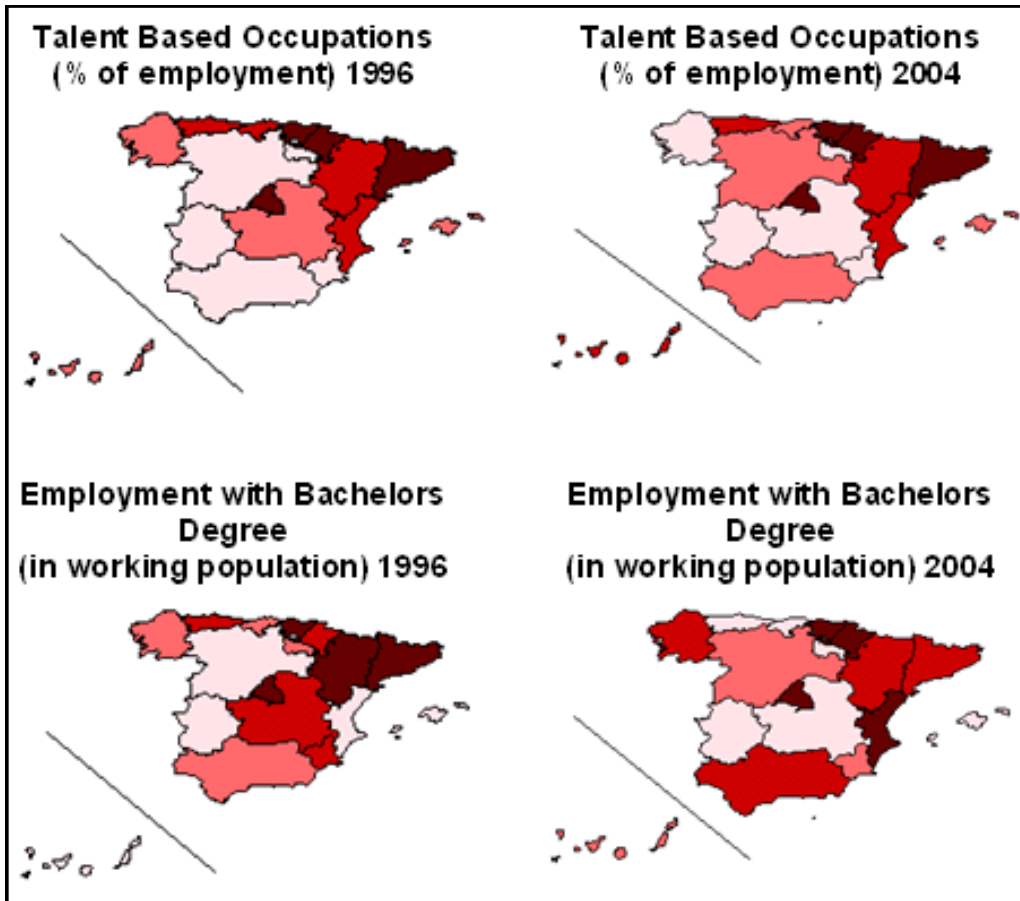 Talent Based Occupations
(% of employment) 1996
Talent Based Occupations
(% of employment) 2004
Employment with Bachelors
Degree
(in working population) 1996
Employment with Bachelors
Degree
(in working population) 2004